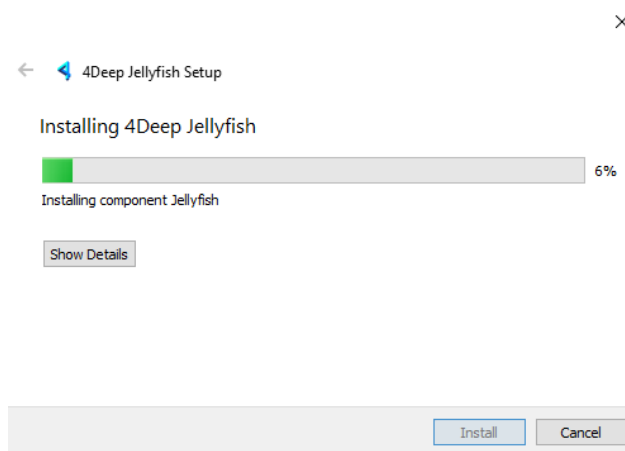 4Deep Jellyfish Setup
Installing 4Deep Jellyfish
6%
Installing component Jellyfish
Show Details
Install Cancel